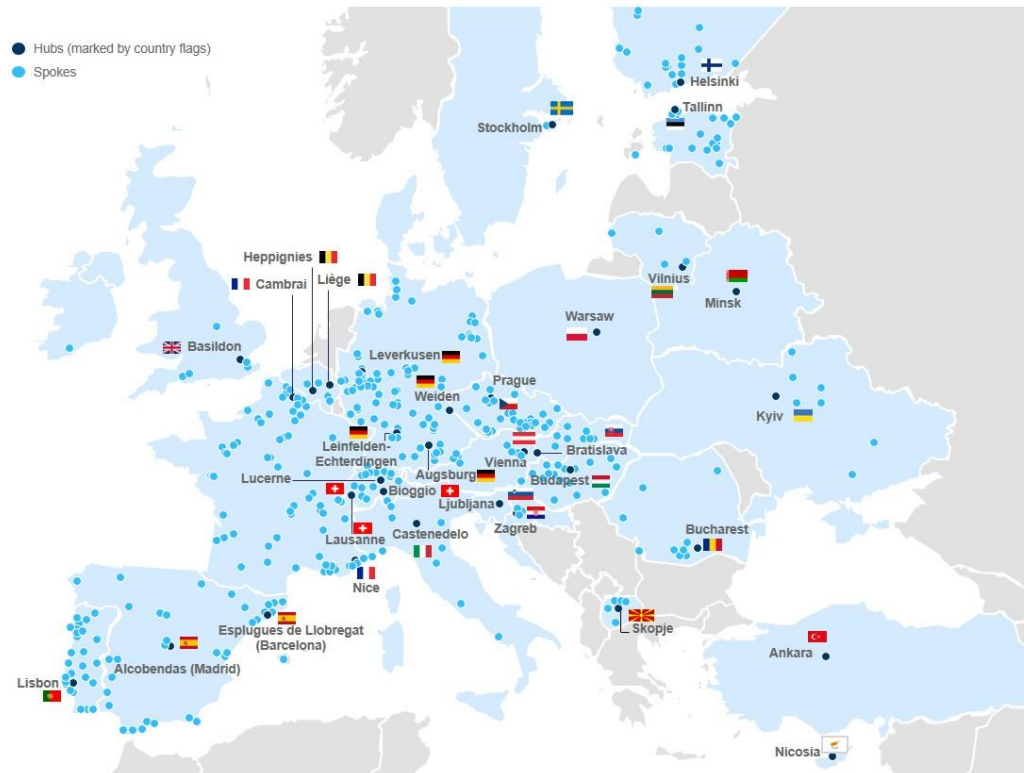 Hubs (marked by country flags)
Spokes
Helsinki
Tallinn
Stockholm
Heppignies
Cambrai
Liège
Vilnius
Minsk
Warsaw
Basildon
Leverkusen
Prague
Weiden
Kyiv
Leinfelden-
Echterdingen
Bratislava
Vienna
Augsburg
Budapest
Lucerne
Bioggio
Ljubljana
Zagreb
Bucharest
Lausanne
Castenedelo
Nice
Esplugues de Llobregat
(Barcelona)
Skopje
Ankara
Alcobendas (Madrid)
Lisbon
Nicosia